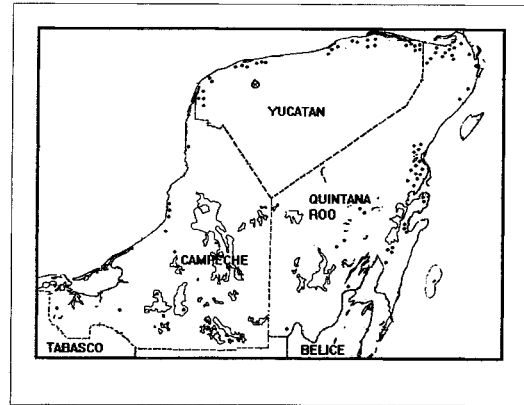 YUCATAN
QUINTANA
ROO
CAMPECHE
TABASCO
BELICE